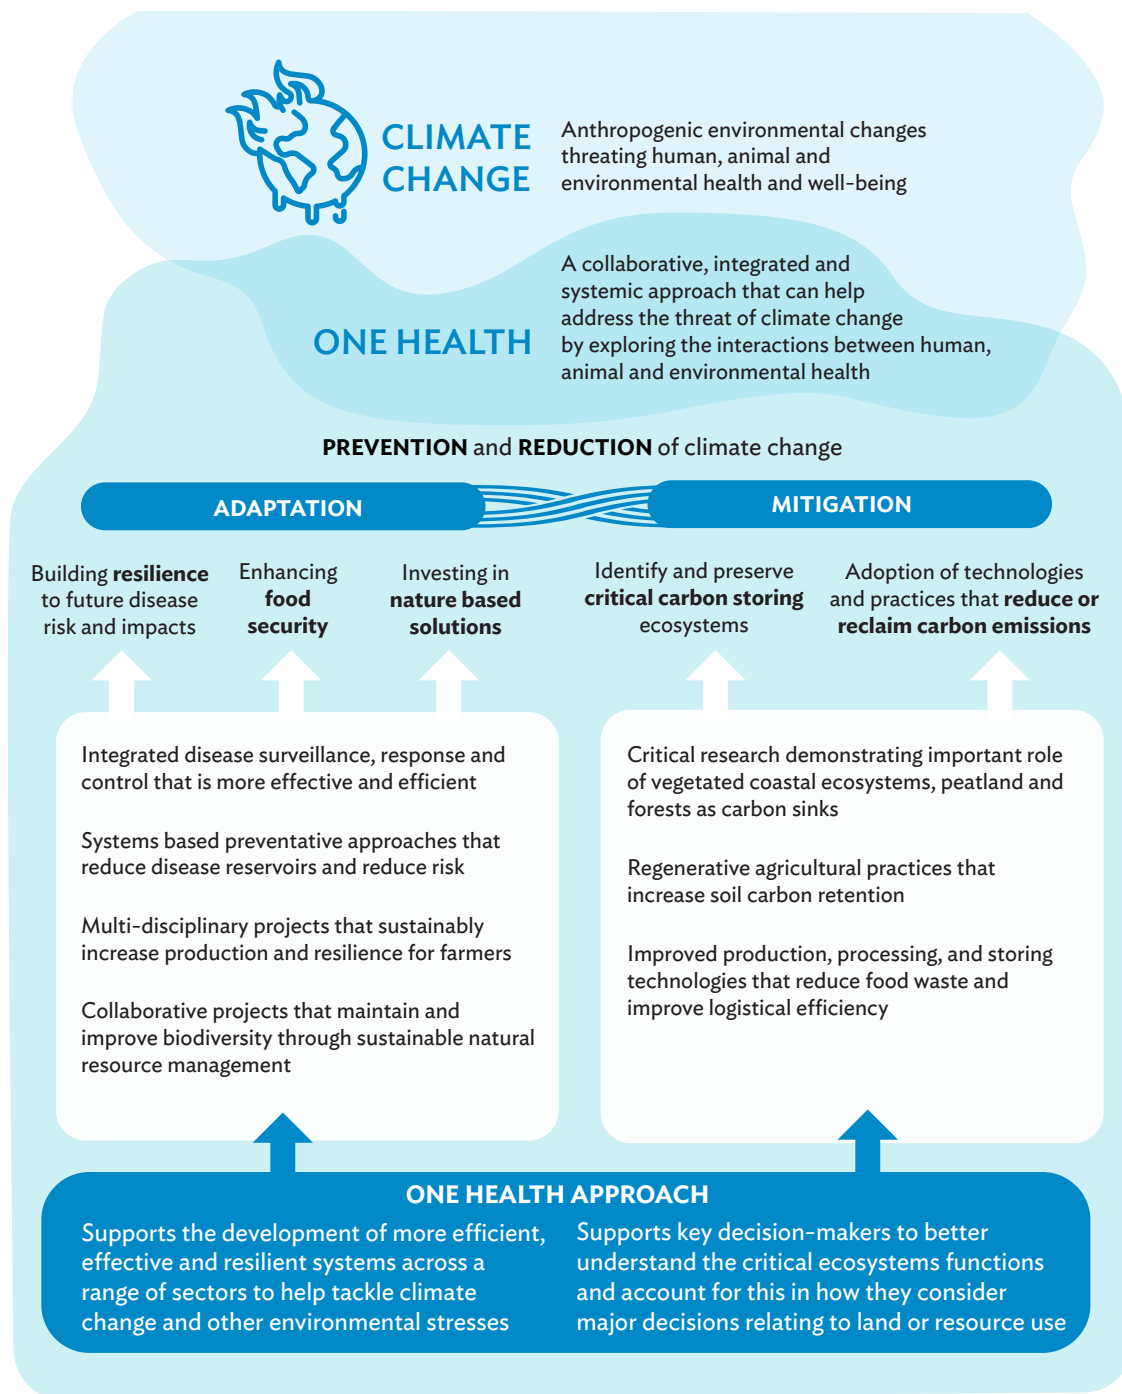 CLIMATE
CHANGE
Anthropogenic environmental changes
threating human, animal and
environmental health and well-being
ONE HEALTH
A collaborative, integrated and
systemic approach that can help
address the threat of climate change
by exploring the interactions between human,
animal and environmental health
PREVENTION and REDUCTION of climate change
ADAPTATION
MITIGATION
Building resilience
to future disease
risk and impacts
Enhancing
food
security
Investing in
nature based
solutions
Identify and preserve
critical carbon storing
ecosystems
Adoption of technologies
and practices that reduce or
reclaim carbon emissions
Integrated disease surveillance, response and
control that is more effective and efficient
Systems based preventative approaches that
reduce disease reservoirs and reduce risk
Multi-disciplinary projects that sustainably
increase production and resilience for farmers
Collaborative projects that maintain and
improve biodiversity through sustainable natural
resource management
Critical research demonstrating important role
of vegetated coastal ecosystems, peatland and
forests as carbon sinks
Regenerative agricultural practices that
increase soil carbon retention
Improved production, processing, and storing
technologies that reduce food waste and
improve logistical efficiency
ONE HEALTH APPROACH
Supports the development of more efficient,
effective and resilient systems across a
range of sectors to help tackle climate
change and other environmental stresses
Supports key decision-makers to better
understand the critical ecosystems functions
and account for this in how they consider
major decisions relating to land or resource use